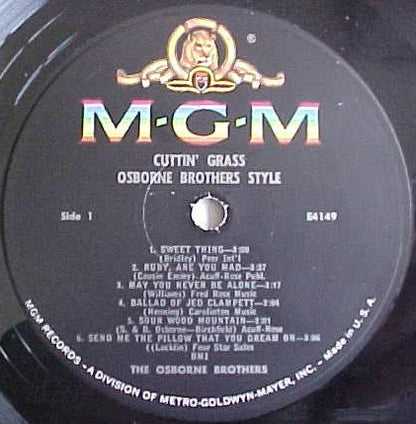 ®
M-G-M
CUTTIN' GRASS
OSBORNE BROTHERS STYLE
Side 1
E4149
1. SWEET THING—3:00
(Bridley) Peer Int'l
2. RUBY, ARE YOU MAD—3:37
(Cousin Emmy) Acuff-Rose Publ.
3. MAY YOU NEVER BE ALONE—3:17
(Williams) Fred Rose Music
4. BALLAD OF JED CLAMPETT—2:04
(Henning) Carolintone Music
5. SOUR WOOD MOUNTAIN—2:01
(S. & B. Osborne—Birchfield) Acuff-Rose
6. SEND ME THE PILLOW THAT YOU DREAM ON—3:06
(Locklin) Four Star Sales
BMI
THE OSBORNE BROTHERS
MGM RECORDS—A DIVISION OF METRO-GOLDWYN-MAYER, INC.—Made in U.S.A.